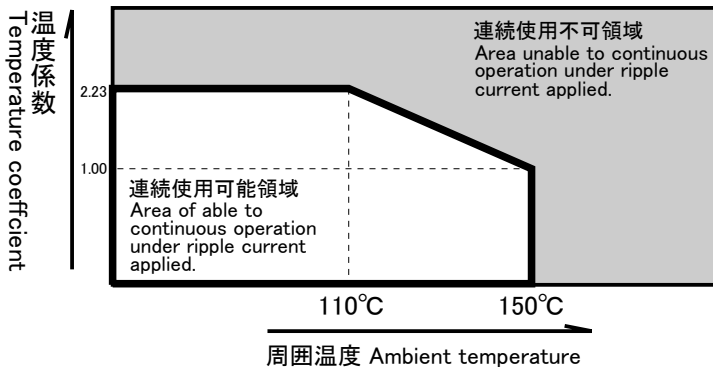 温度係数
Temperature coeffcient
連続使用不可領域
Area unable to continuous
operation under ripple
current applied.
2.23
1.00
連続使用可能領域
Area of able to
continuous operation
under ripple current
applied.
110℃
150℃
周囲温度 Ambient temperature